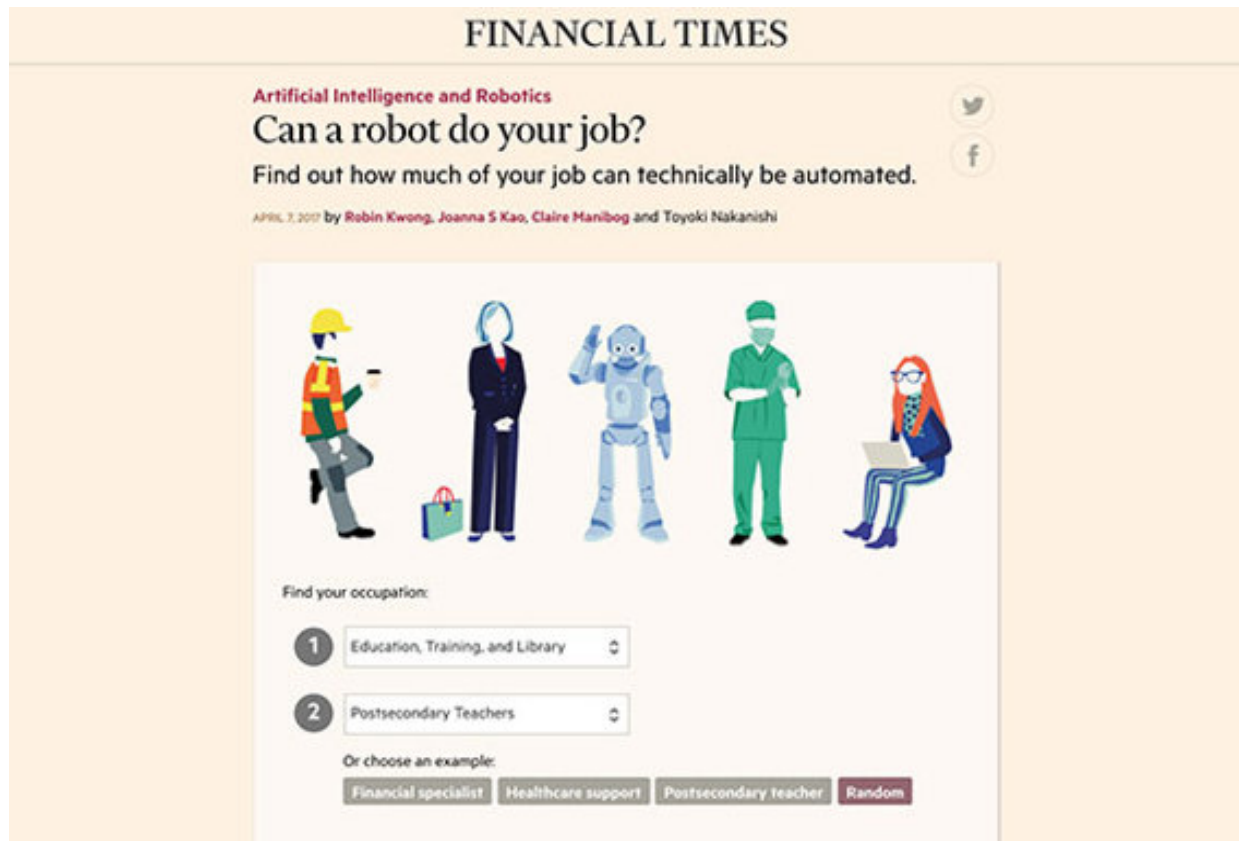 FINANCIAL TIMES
Artificial Intelligence and Robotics
Can a robot do your job?
Find out how much of your job can technically be automated.
APRIL 7, 2017 by Robin Kwong, Joanna S Kao, Claire Manibog and Toyoki Nakanishi
Find your occupation:
1 Education, Training, and Library
2 Postsecondary Teachers
Or choose an example:
Financial specialist Healthcare support Postsecondary teacher Random